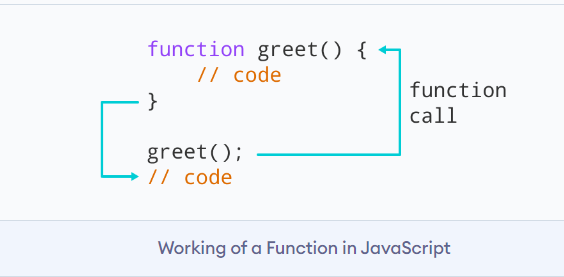 function greet() {
    // code
}
function
call
greet();
// code
Working of a Function in JavaScript